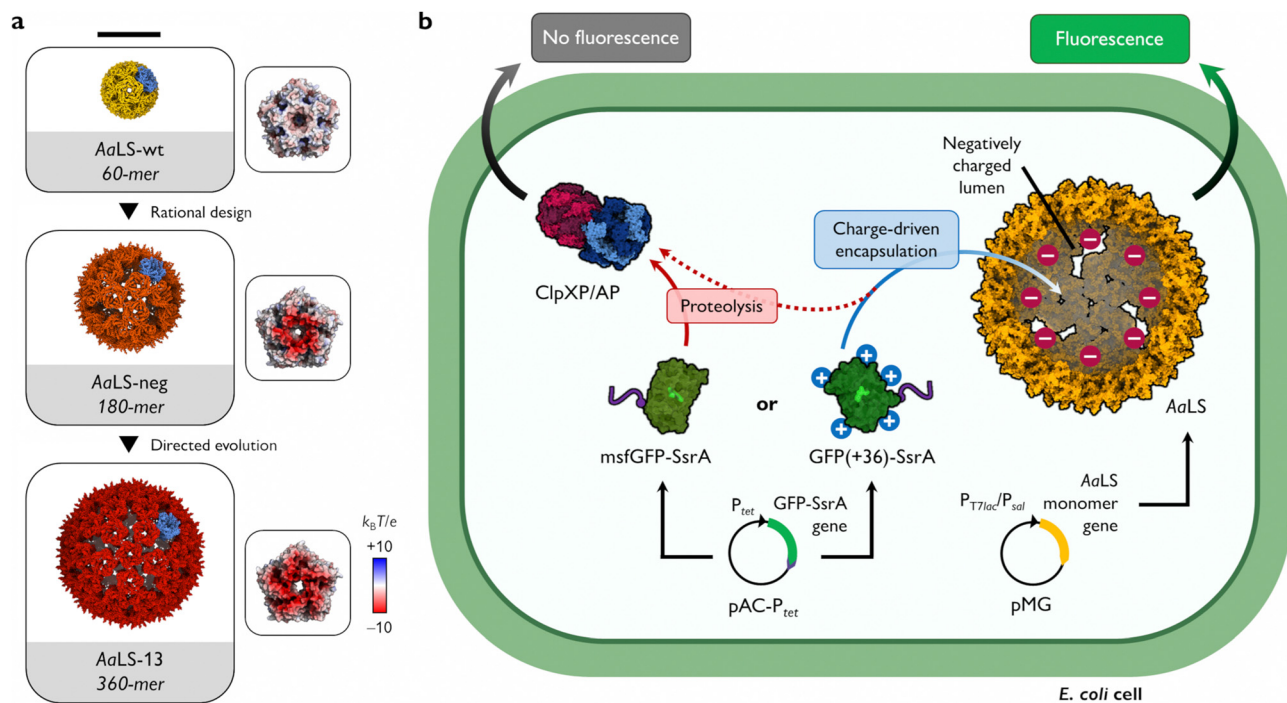 a
AaLS-wt
60-mer
Rational design
AaLS-neg
180-mer
Directed evolution
kBT/e
+10
−10
AaLS-13
360-mer
b
No fluorescence
Fluorescence
Negatively
charged
lumen
Charge-driven
encapsulation
ClpXP/AP
Proteolysis
or
msfGFP-SsrA
GFP(+36)-SsrA
AaLS
Ptet
GFP-SsrA
gene
pAC-Ptet
PT7lac/Psal
AaLS
monomer
gene
pMG
E. coli cell